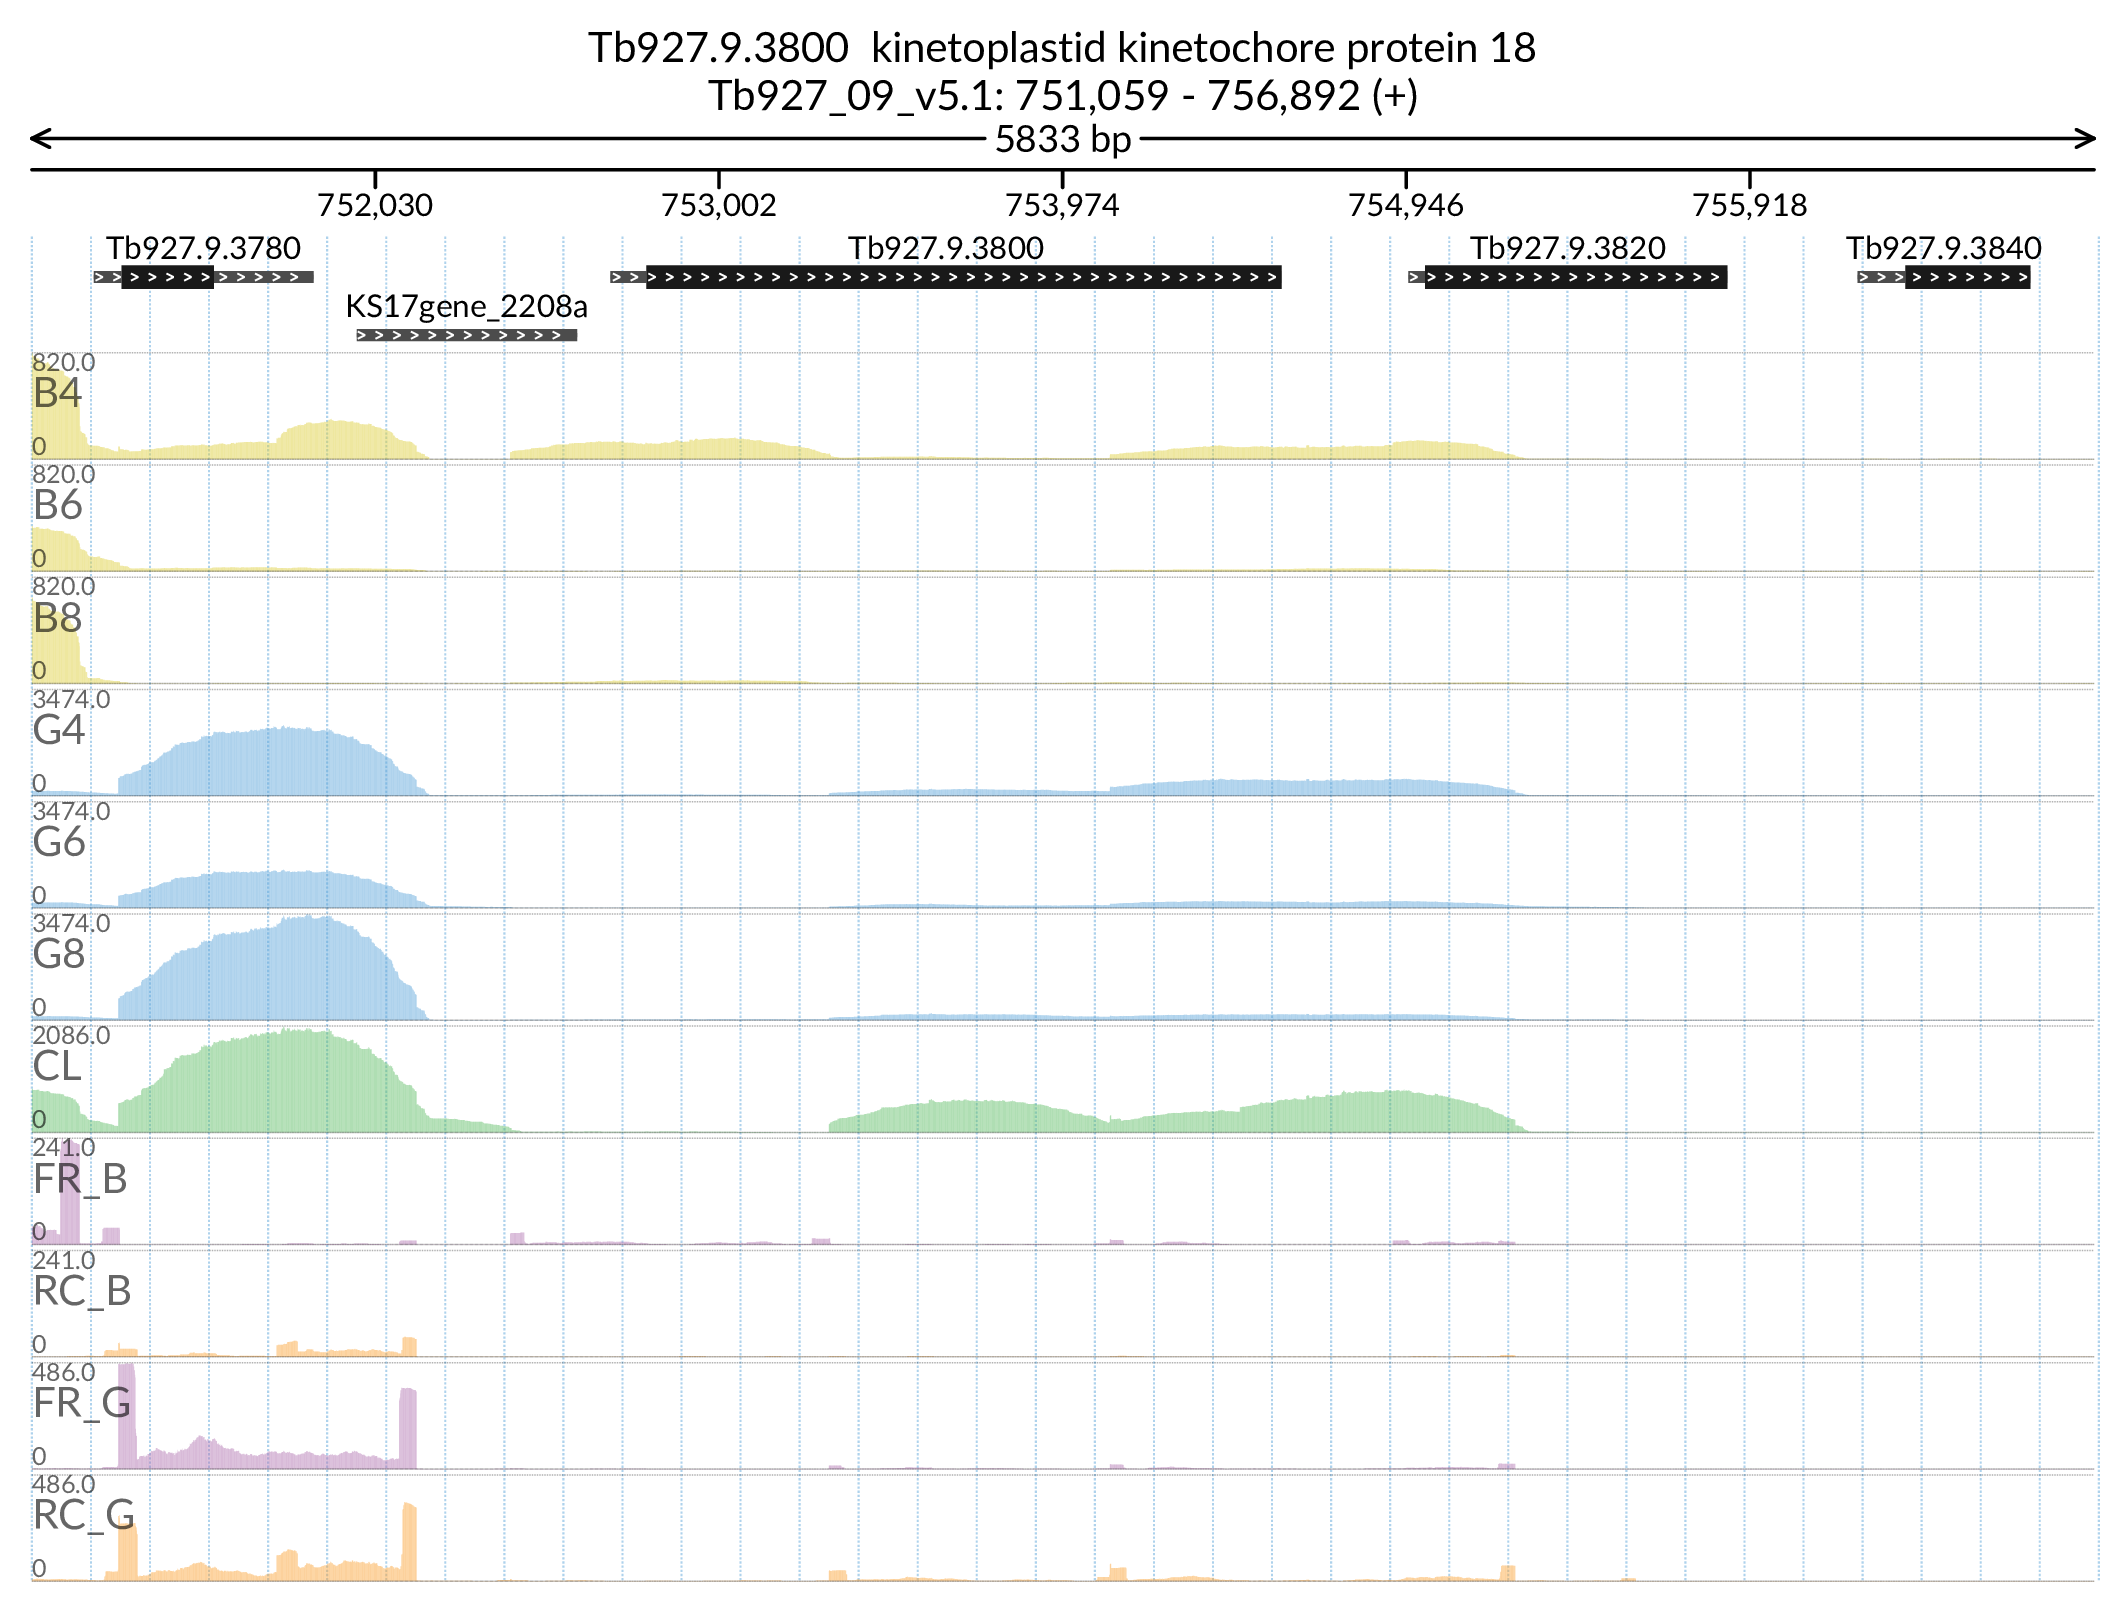 Tb927.9.3800 kinetoplastid kinetochore protein 18
Tb927_09_v5.1: 751,059 - 756,892 (+)
5833 bp
752,030 753,002 753,974 754,946 755,918
Tb927.9.3780 Tb927.9.3800 Tb927.9.3820 Tb927.9.3840
KS17gene_2208a
820.0
B4
0
820.0
B6
0
820.0
B8
0
3474.0
G4
0
3474.0
G6
0
3474.0
G8
0
2086.0
CL
0
241.0
FR_B
0
241.0
RC_B
0
486.0
FR_G
0
486.0
RC_G
0